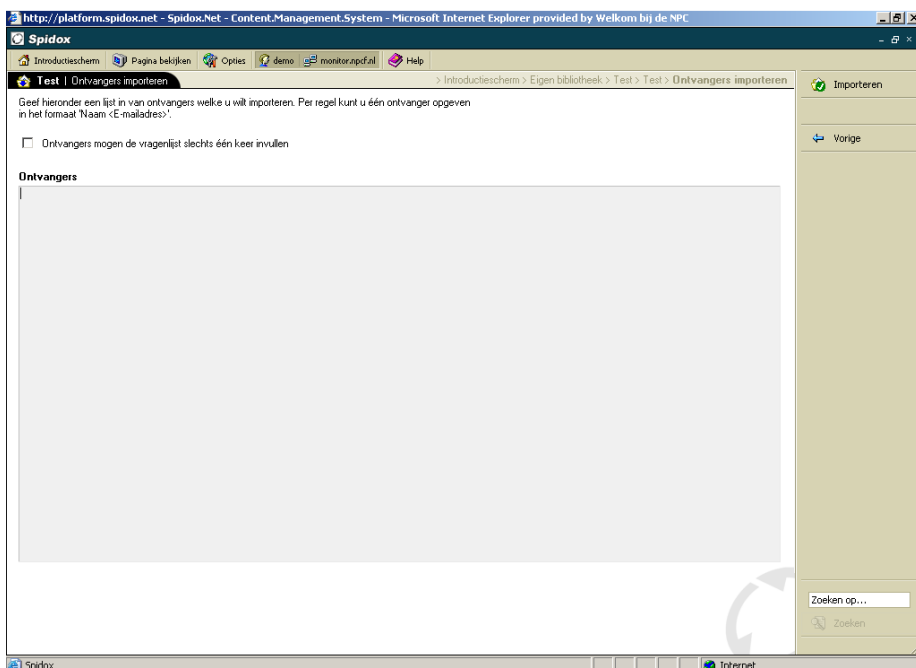 http://platform.spidox.net - Spidox.Net - Content.Management.System - Microsoft Internet Explorer provided by Welkom bij de NPC
Spidox
Introductiescherm Pagina bekijken Opties demo monitor.npcf.nl Help
Test | Ontvangers importeren
> Introductiescherm > Eigen bibliotheek > Test > Test > Ontvangers importeren
Importeren
Geef hieronder een lijst in van ontvangers welke u wilt importeren. Per regel kunt u één ontvanger opgeven
in het formaat 'Naam <E-mailadres>'.
Vorige
Ontvangers mogen de vragenlijst slechts één keer invullen
Ontvangers
Zoeken op...
Zoeken
Spidox
Internet